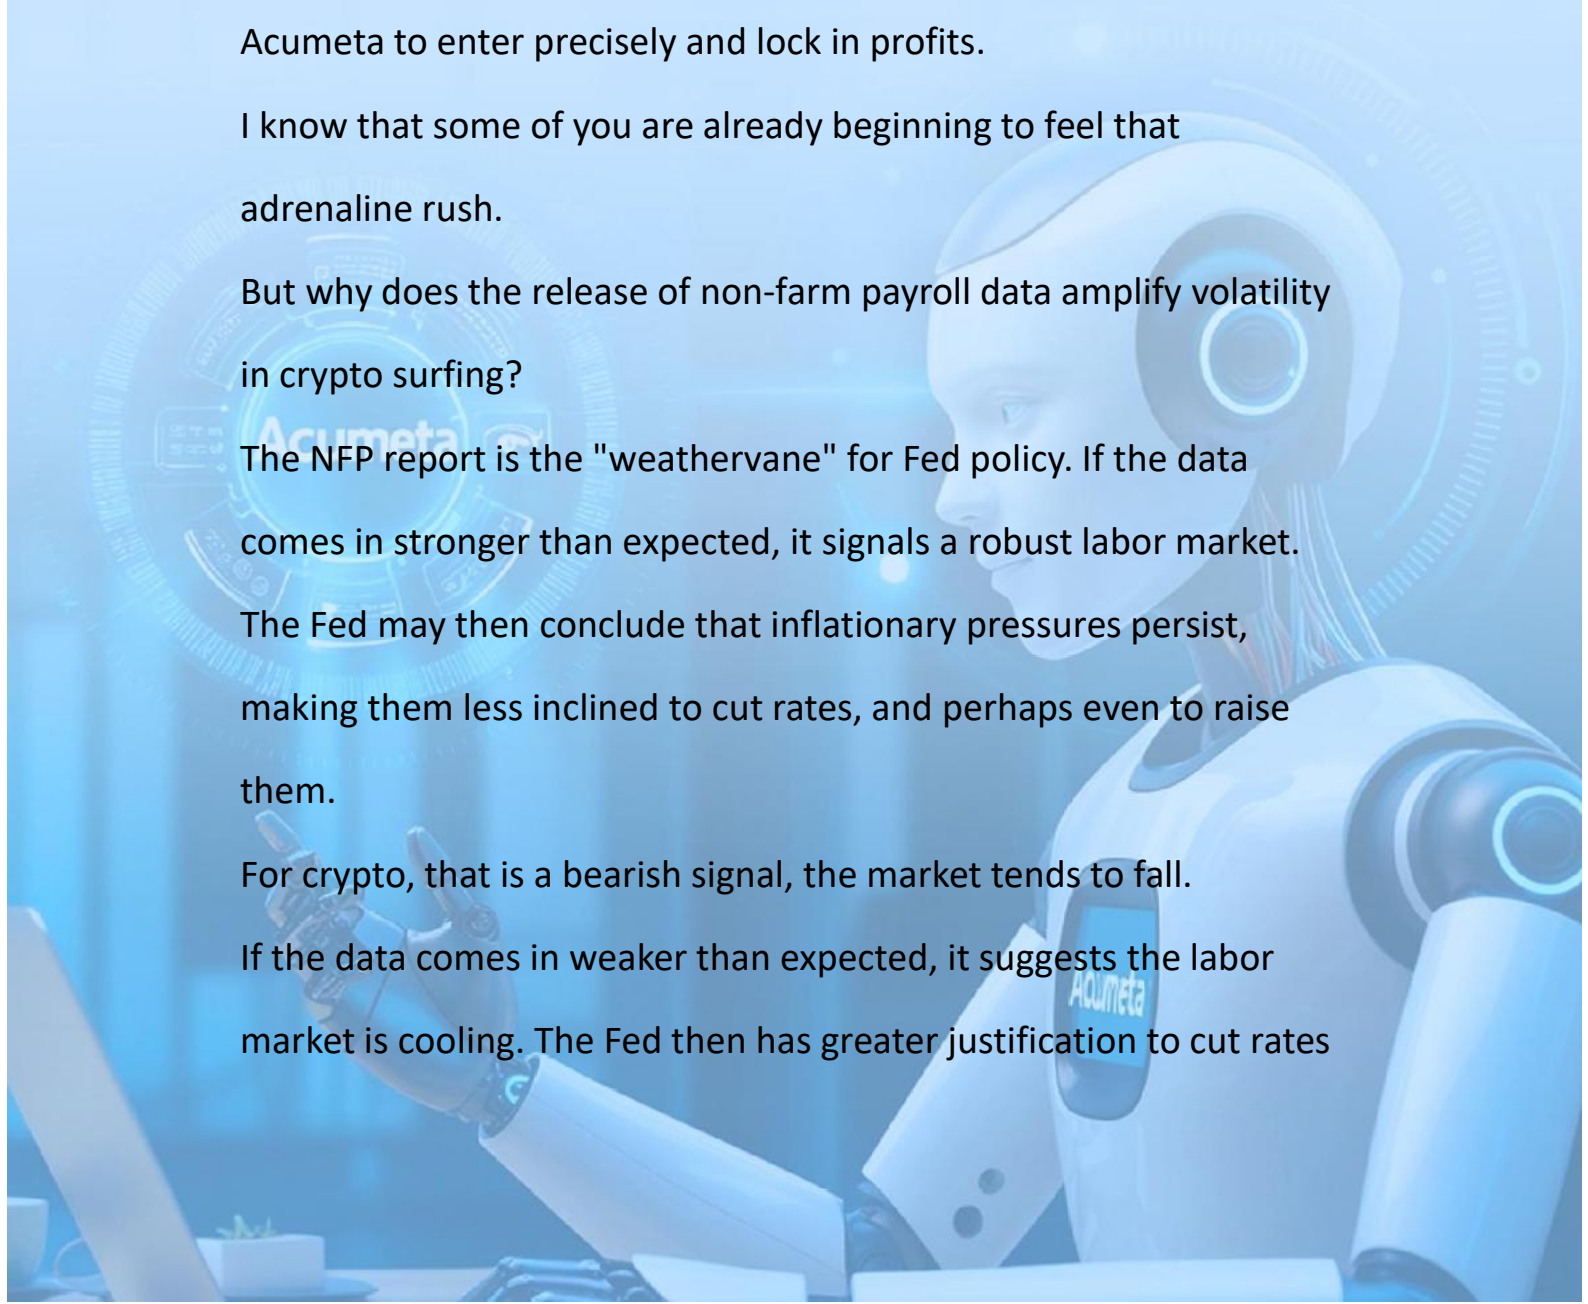 Acumeta to enter precisely and lock in profits.
I know that some of you are already beginning to feel that
adrenaline rush.
But why does the release of non-farm payroll data amplify volatility
in crypto surfing?
Acumeta
The NFP report is the "weathervane" for Fed policy. If the data
comes in stronger than expected, it signals a robust labor market.
The Fed may then conclude that inflationary pressures persist,
making them less inclined to cut rates, and perhaps even to raise
them.
For crypto, that is a bearish signal, the market tends to fall.
If the data comes in weaker than expected, it suggests the labor
Acumeta
market is cooling. The Fed then has greater justification to cut rates